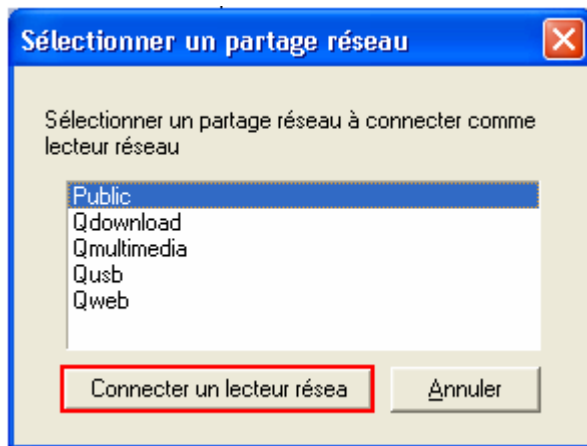 Sélectionner un partage réseau
Sélectionner un partage réseau à connecter comme
lecteur réseau
Public
Qdownload
Qmultimedia
Qusb
Qweb
Connecter un lecteur résea
Annuler